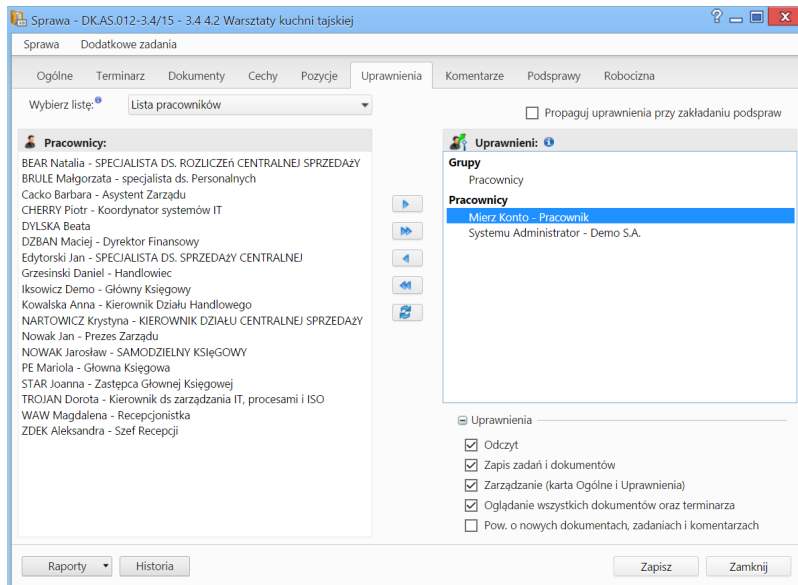 Sprawa - DK.AS.012-3.4/15 - 3.4 4.2 Warsztaty kuchni tajskiej
Sprawa Dodatkowe zadania
Ogólne Terminarz Dokumenty Cechy Pozycje Uprawnienia Komentarze Podsprawy Robocizna
Wybierz listę: Lista pracowników
Propaguj uprawnienia przy zakładaniu podspraw
Pracownicy:
BEAR Natalia - SPECJALISTA DS. ROZLICZEń CENTRALNEJ SPRZEDAżY
BRULE Małgorzata - specjalista ds. Personalnych
Cacko Barbara - Asystent Zarządu
CHERRY Piotr - Koordynator systemów IT
DYLSKA Beata
DZBAN Maciej - Dyrektor Finansowy
Edytorski Jan - SPECJALISTA DS. SPRZEDAżY CENTRALNEJ
Grzesinski Daniel - Handlowiec
Iksowicz Demo - Główny Księgowy
Kowalska Anna - Kierownik Działu Handlowego
NARTOWICZ Krystyna - KIEROWNIK DZIAŁU CENTRALNEJ SPRZEDAżY
Nowak Jan - Prezes Zarządu
NOWAK Jarosław - SAMODZIELNY KSIęGOWY
PE Mariola - Głowna Księgowa
STAR Joanna - Zastępca Głownej Księgowej
TROJAN Dorota - Kierownik ds zarządzania IT, procesami i ISO
WAW Magdalena - Recepcjonistka
ZDEK Aleksandra - Szef Recepcji
Uprawnieni:
Grupy
Pracownicy
Pracownicy
Mierz Konto - Pracownik
Systemu Administrator - Demo S.A.
Uprawnienia
Odczyt
Zapis zadań i dokumentów
Zarządzanie (karta Ogólne i Uprawnienia)
Oglądanie wszystkich dokumentów oraz terminarza
Pow. o nowych dokumentach, zadaniach i komentarzach
Raporty Historia Zapisz Zamknij